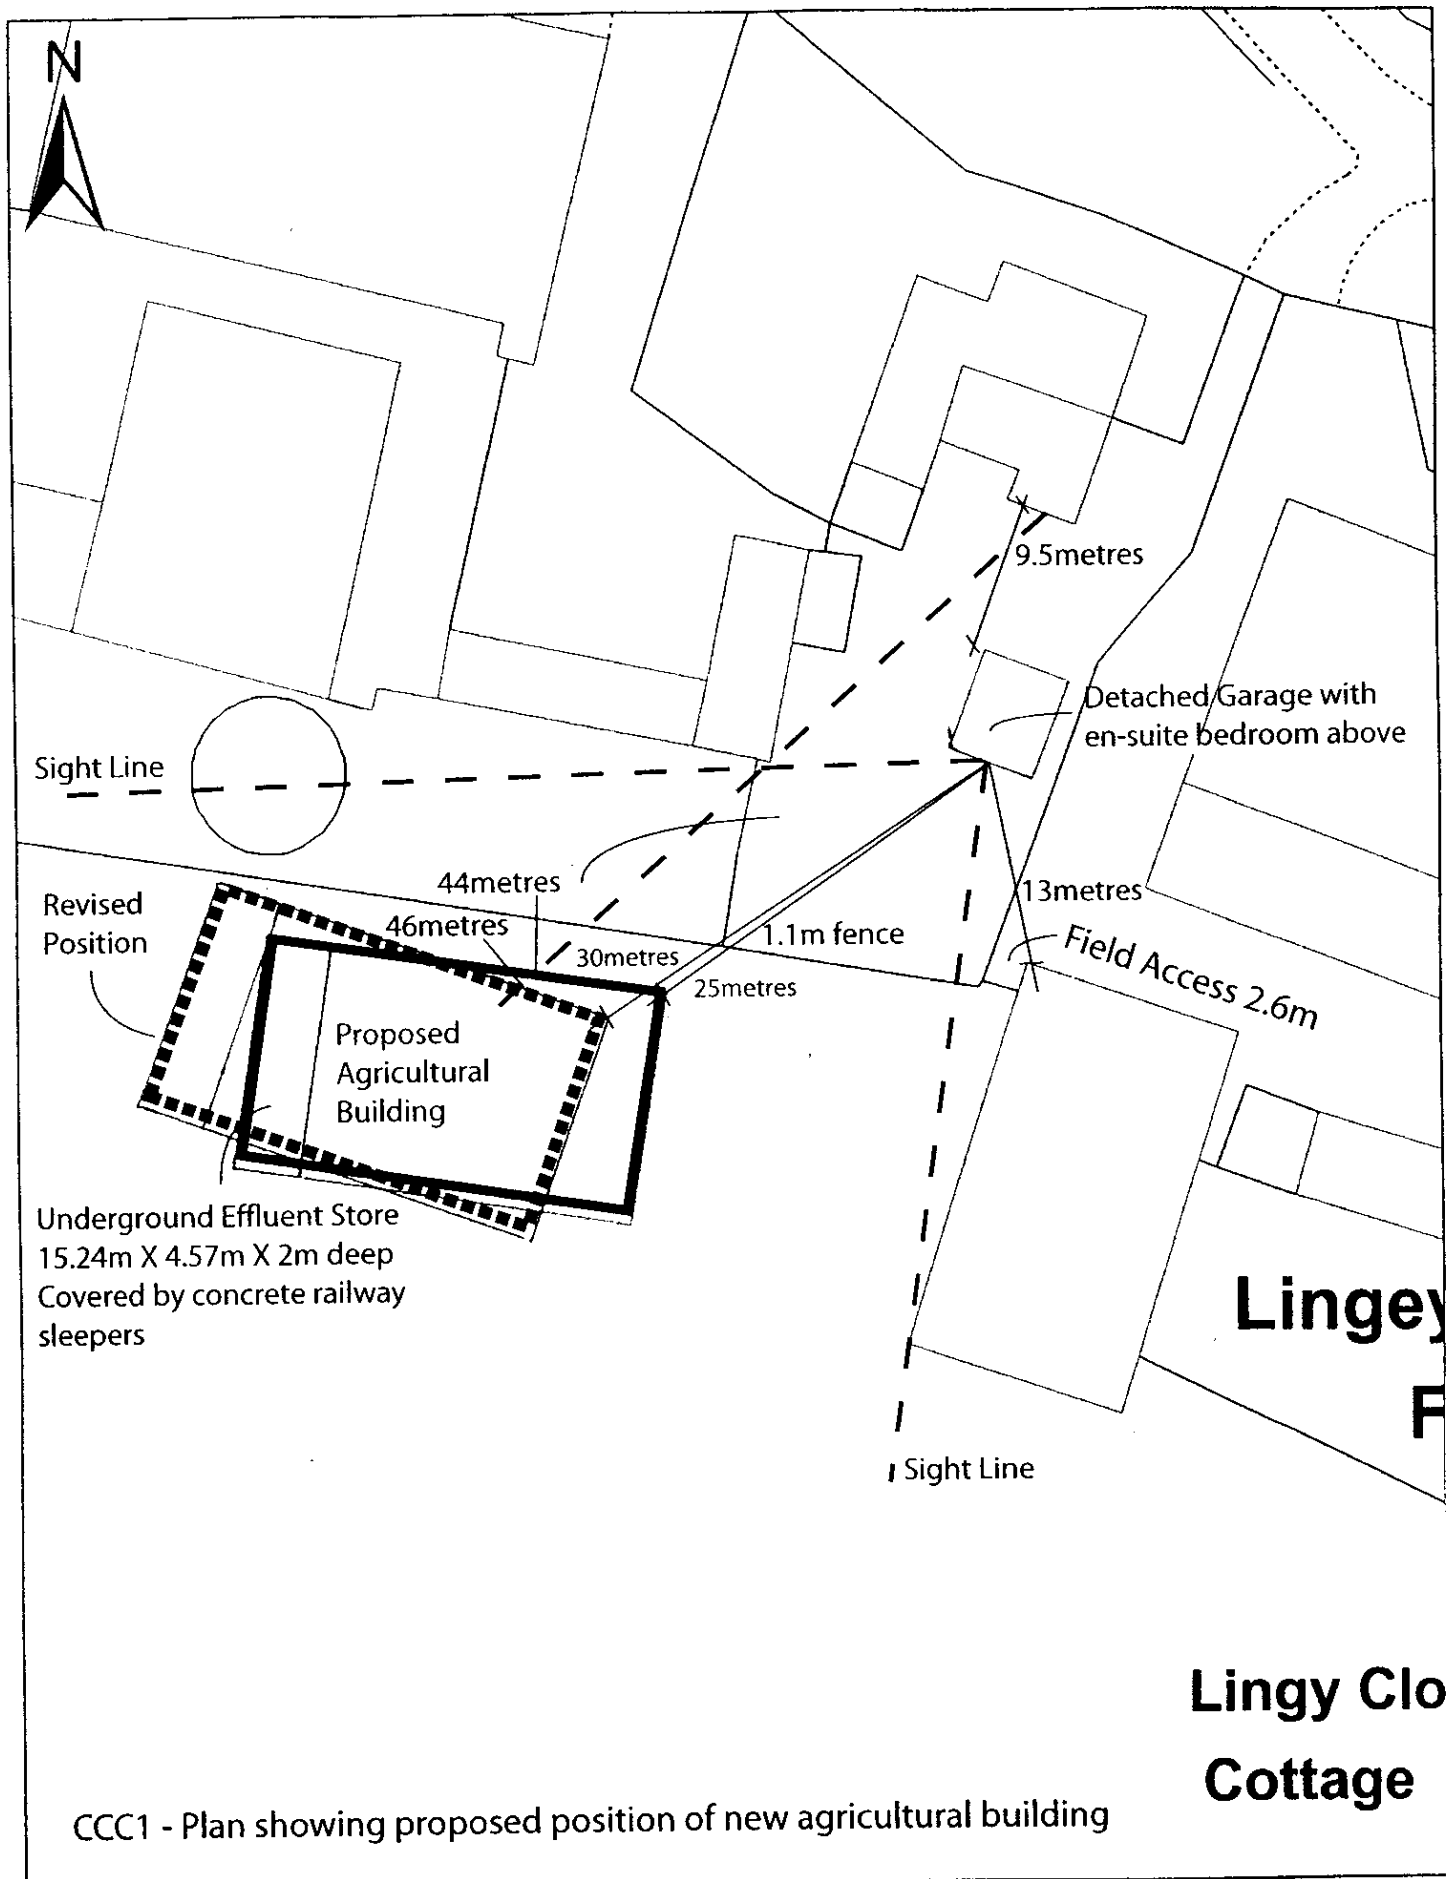 N
9.5metres
Detached Garage with
en-suite bedroom above
Sight Line
44metres
Revised
Position
46metres
13metres
1.1m fence
30metres
25metres
Field Access 2.6m
Proposed
Agricultural
Building
Underground Effluent Store
15.24m X 4.57m X 2m deep
Covered by concrete railway
sleepers
Lingey
F
Sight Line
Lingy Clo
Cottage
CCC1 - Plan showing proposed position of new agricultural building